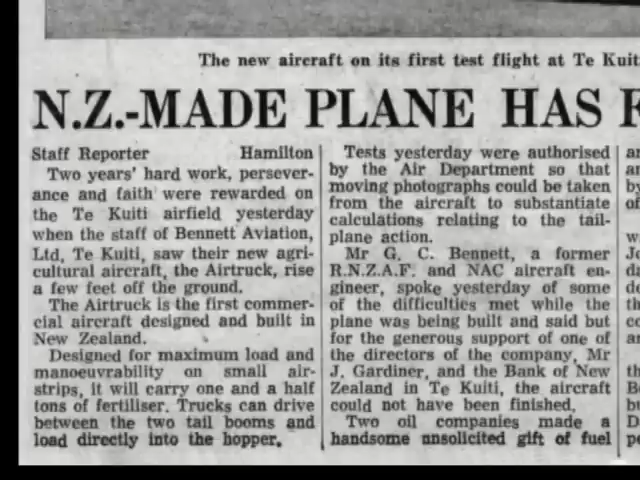 The new aircraft on its first test flight at Te Kuit
N.Z.-MADE PLANE HAS F
Staff Reporter Hamilton
Two years' hard work, persever-
ance and faith were rewarded on
the Te Kuiti airfield yesterday
when the staff of Bennett Aviation,
Ltd, Te Kuiti, saw their new agri-
cultural aircraft, the Airtruck, rise
a few feet off the ground.
The Airtruck is the first commer-
cial aircraft designed and built in
New Zealand.
Designed for maximum load and
manoeuvrability on small air-
strips, it will carry one and a half
tons of fertiliser. Trucks can drive
between the two tail booms and
load directly into the hopper.
Tests yesterday were authorised
by the Air Department so that
moving photographs could be taken
from the aircraft to substantiate
calculations relating to the tail-
plane action.
Mr G. C. Bennett, a former
R.N.Z.A.F. and NAC aircraft en-
gineer, spoke yesterday of some
of the difficulties met while the
plane was being built and said but
for the generous support of one of
the directors of the company, Mr
J. Gardiner, and the Bank of New
Zealand in Te Kuiti, the aircraft
could not have been finished.
Two oil companies made a
handsome unsolicited gift of fuel